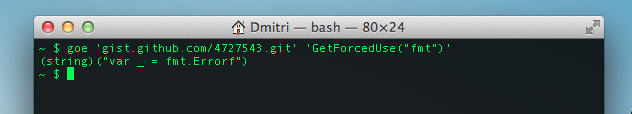 Dmitri — bash — 80×24
~ $ goe 'gist.github.com/4727543.git' 'GetForcedUse("fmt")'
(string)("var _ = fmt.Errorf")
~ $